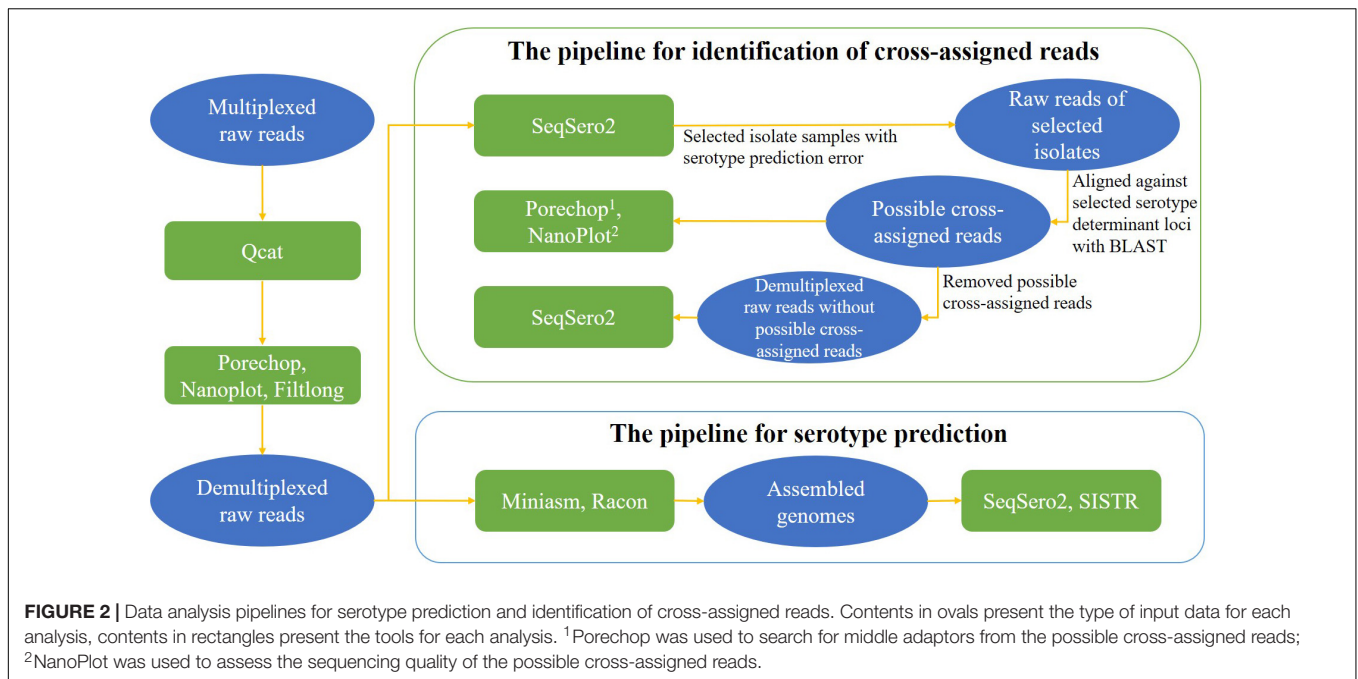 The pipeline for identification of cross-assigned reads
Multiplexed
raw reads
Qcat
Porechop,
Nanoplot, Filtlong
Demultiplexed
raw reads
SeqSero2
Selected isolate samples with
serotype prediction error
Raw reads of
selected
isolates
Aligned against
selected serotype
determinant loci
with BLAST
Possible cross-
assigned reads
Porechop¹,
NanoPlot²
Removed possible
cross-assigned reads
Demultiplexed
raw reads without
possible cross-
assigned reads
SeqSero2
The pipeline for serotype prediction
Miniasm, Racon
Assembled
genomes
SeqSero2, SISTR
FIGURE 2 | Data analysis pipelines for serotype prediction and identification of cross-assigned reads. Contents in ovals present the type of input data for each
analysis, contents in rectangles present the tools for each analysis. ¹Porechop was used to search for middle adaptors from the possible cross-assigned reads;
²NanoPlot was used to assess the sequencing quality of the possible cross-assigned reads.